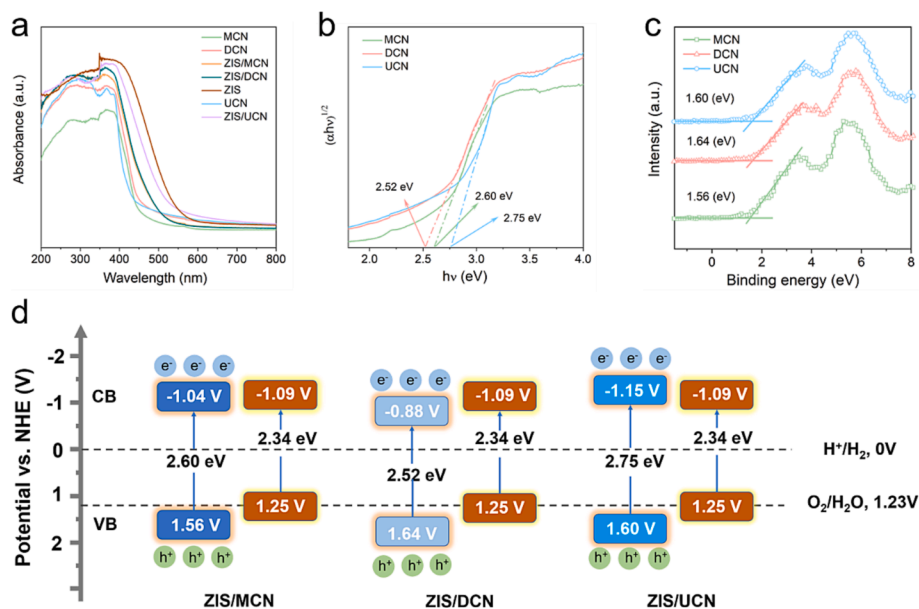 a
MCN
DCN
ZIS/MCN
ZIS/DCN
ZIS
UCN
ZIS/UCN
Absorbance (a.u.)
200 300 400 500 600 700 800
Wavelength (nm)
b
MCN
DCN
UCN
(αhν)^1/2
2.52 eV
2.60 eV
2.75 eV
2.0 2.5 3.0 3.5 4.0
hν (eV)
c
MCN
DCN
UCN
1.60 (eV)
1.64 (eV)
1.56 (eV)
Intensity (a.u.)
0 2 4 6 8
Binding energy (eV)
d
Potential vs. NHE (V)
-2
-1
0
1
2
CB
VB
e⁻ e⁻ e⁻
-1.04 V
-1.09 V
2.60 eV
2.34 eV
1.56 V
1.25 V
h⁺ h⁺ h⁺
ZIS/MCN
e⁻ e⁻ e⁻
-0.88 V
-1.09 V
2.52 eV
2.34 eV
1.64 V
1.25 V
h⁺ h⁺ h⁺
ZIS/DCN
e⁻ e⁻ e⁻
-1.15 V
-1.09 V
2.75 eV
2.34 eV
1.60 V
1.25 V
h⁺ h⁺ h⁺
ZIS/UCN
H⁺/H₂, 0V
O₂/H₂O, 1.23V